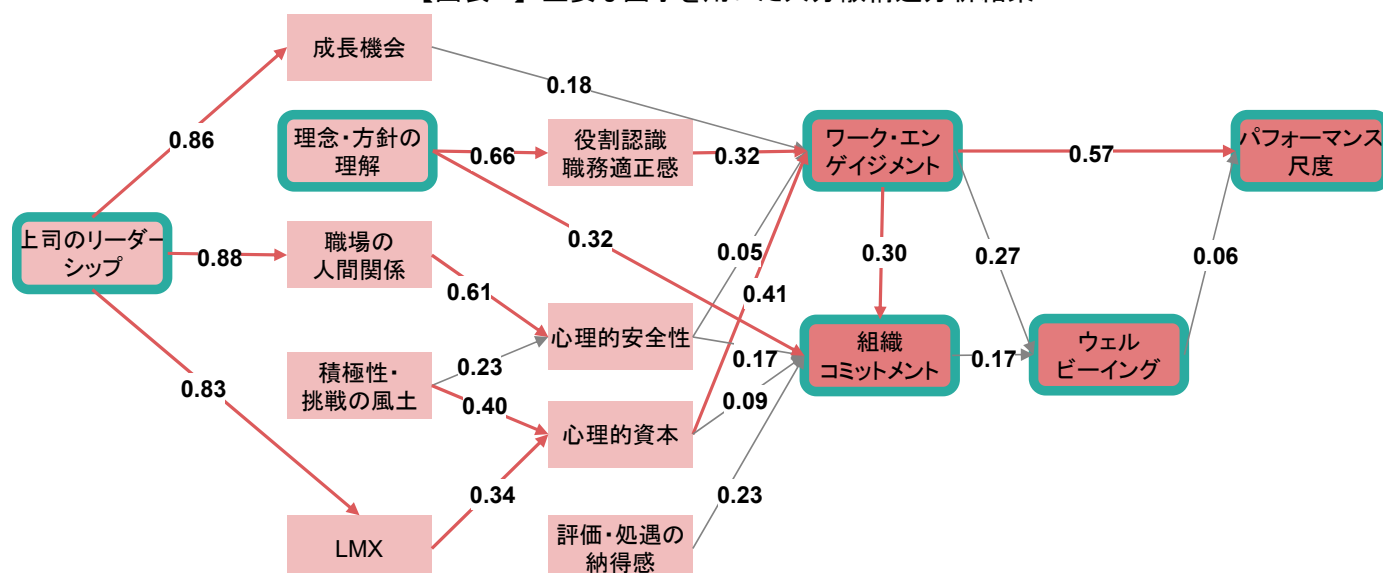 成長機会
0.18
0.86
理念・方針の
理解
0.66
役割認識
職務適正感
0.32
ワーク・エン
ゲイジメント
0.57
パフォーマンス
尺度
上司のリーダー
シップ
0.88
職場の
人間関係
0.32
0.05
0.30
0.27
0.06
0.61
0.41
心理的安全性
0.17
組織
コミットメント
0.17
ウェル
ビーイング
積極性・
挑戦の風土
0.23
0.40
0.09
0.83
心理的資本
0.34
0.23
LMX
評価・処遇の
納得感